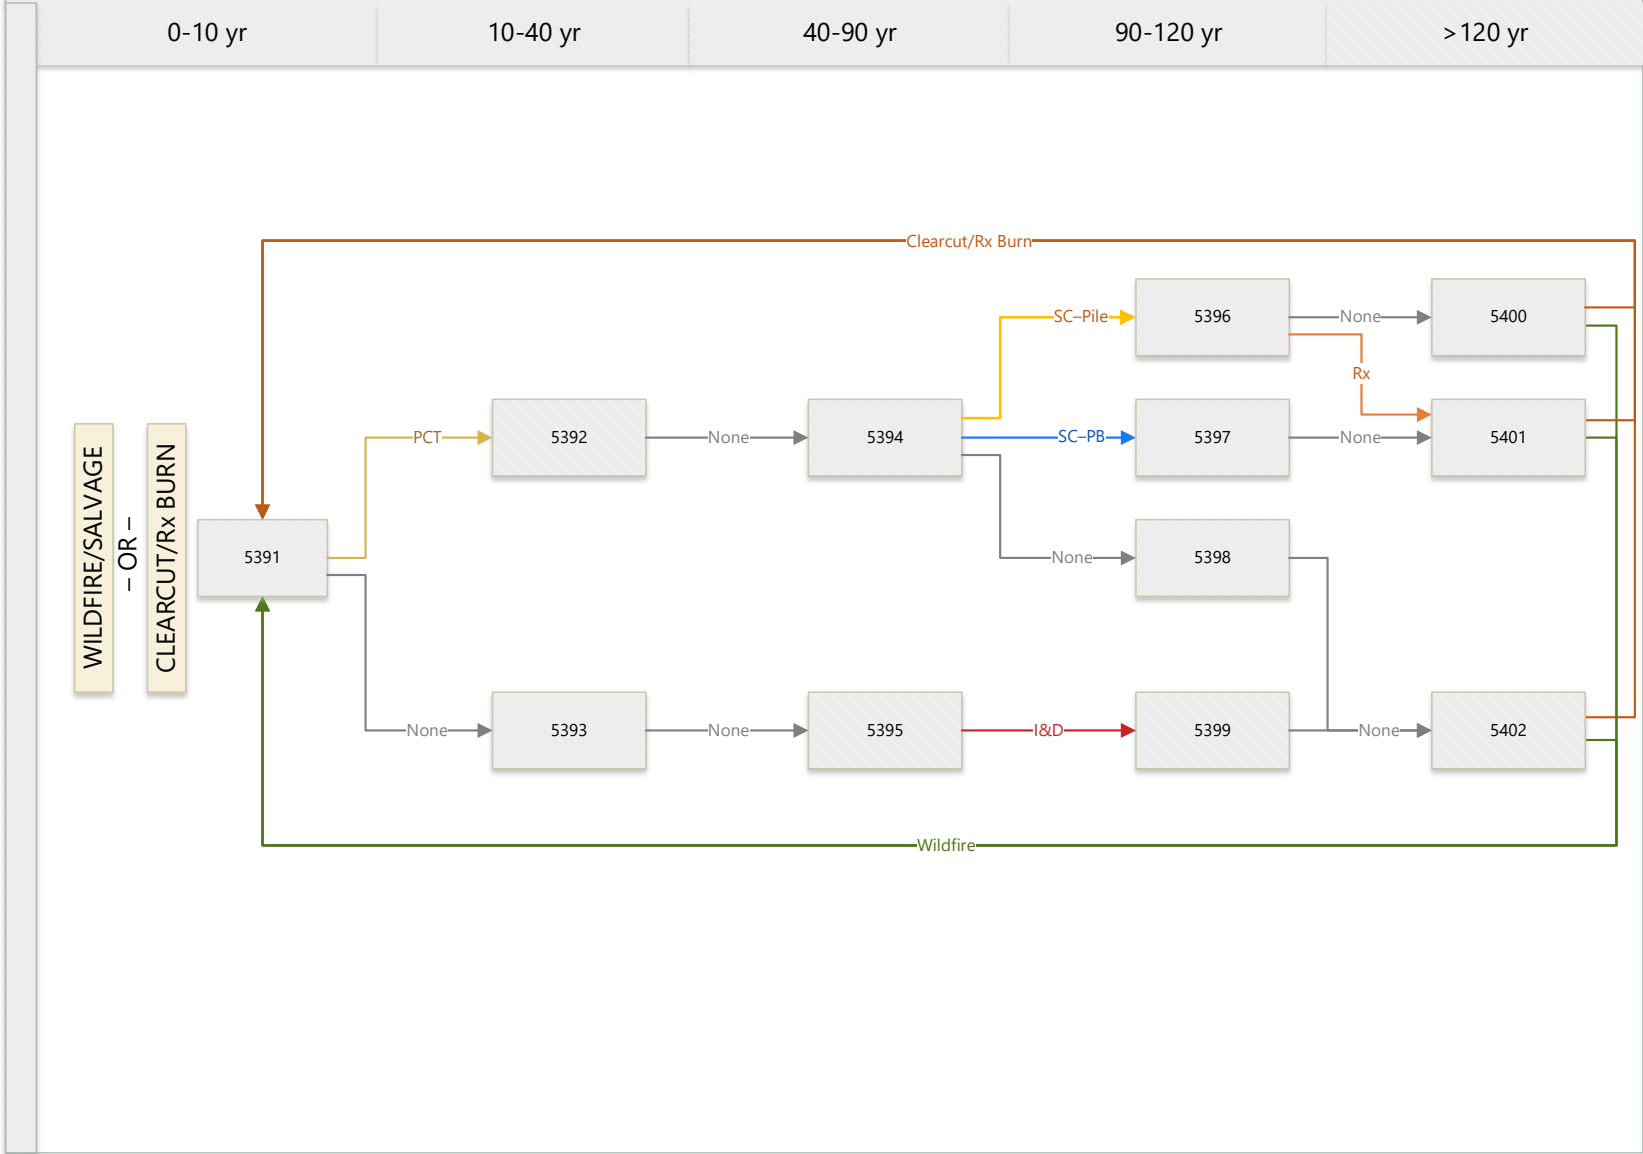 0-10 yr
10-40 yr
40-90 yr
90-120 yr
>120 yr
Clearcut/Rx Burn
SC–Pile
5396
None
5400
Rx
PCT
5392
None
5394
SC–PB
5397
None
5401
WILDFIRE/SALVAGE
– OR –
CLEARCUT/Rx BURN
5391
None
5398
None
5393
None
5395
I&D
5399
None
5402
Wildfire